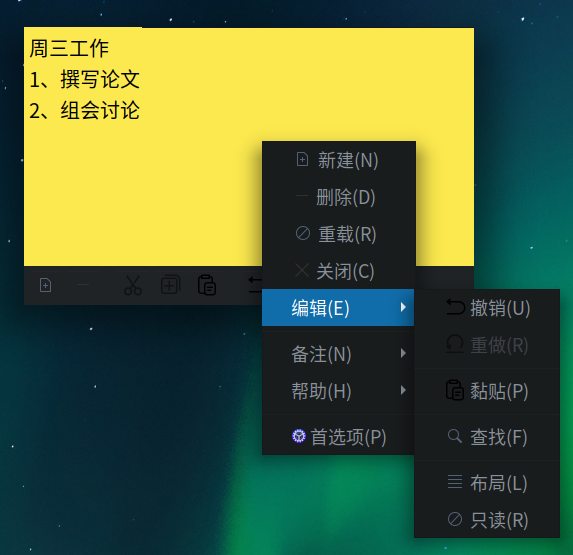 周三工作
1、撰写论文
2、组会讨论
新建(N)
删除(D)
重载(R)
关闭(C)
编辑(E)
备注(N)
帮助(H)
首选项(P)
撤销(U)
重做(R)
黏贴(P)
查找(F)
布局(L)
只读(R)